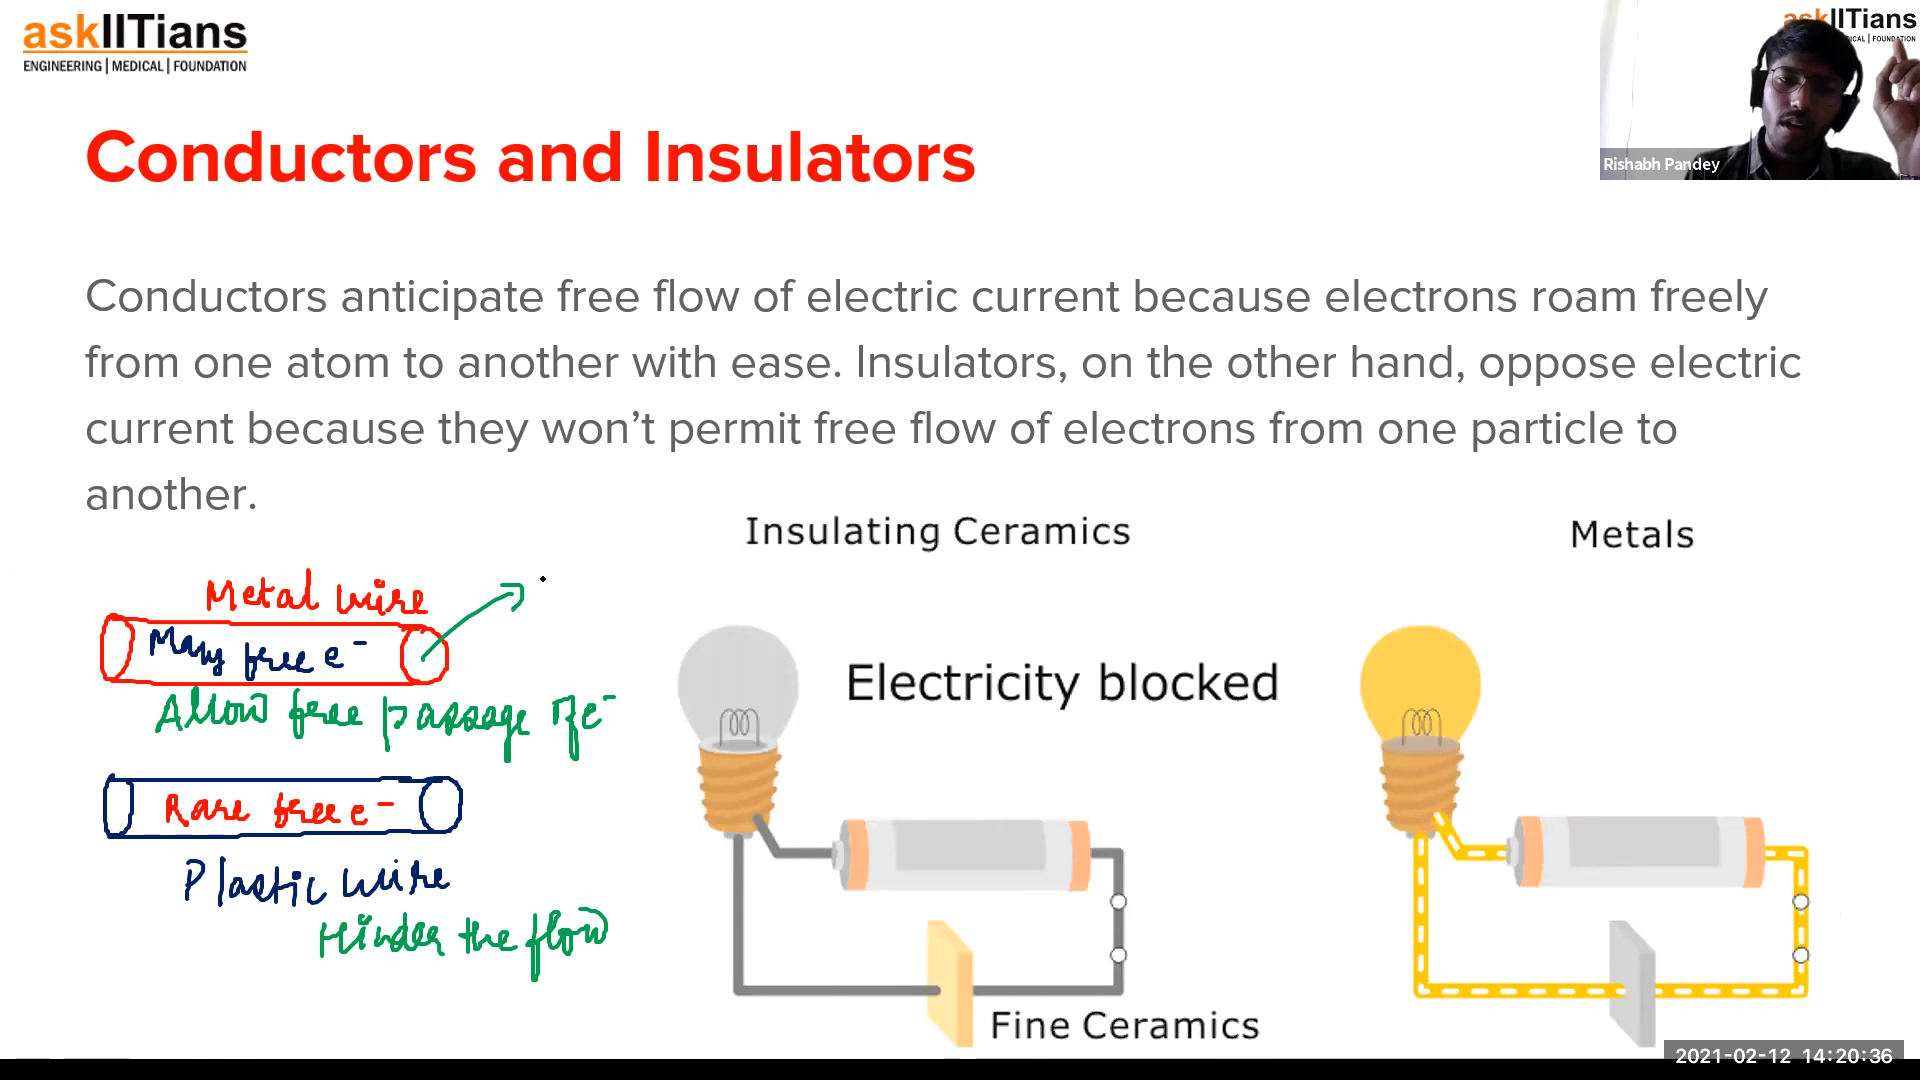 askIITians
ENGINEERING | MEDICAL | FOUNDATION
askIITians
ICAL | FOUNDATION
Rishabh Pandey
Conductors and Insulators
Conductors anticipate free flow of electric current because electrons roam freely
from one atom to another with ease. Insulators, on the other hand, oppose electric
current because they won't permit free flow of electrons from one particle to
another.
Insulating Ceramics
Metals
Metal wire
Many free e⁻
Allow free passage of e⁻
Rare free e⁻
Plastic wire
Hinder the flow
Electricity blocked
Fine Ceramics
2021-02-12 14:20:36